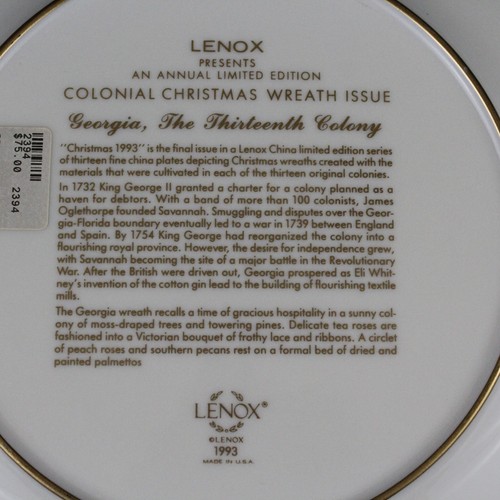 LENOX
PRESENTS
AN ANNUAL LIMITED EDITION
COLONIAL CHRISTMAS WREATH ISSUE
Georgia, The Thirteenth Colony
"Christmas 1993" is the final issue in a Lenox China limited edition series
of thirteen fine china plates depicting Christmas wreaths created with the
materials that were cultivated in each of the thirteen original colonies.
In 1732 King George II granted a charter for a colony planned as a
haven for debtors. With a band of more than 100 colonists, James
Oglethorpe founded Savannah. Smuggling and disputes over the Geor-
gia-Florida boundary eventually led to a war in 1739 between England
and Spain. By 1754 King George had reorganized the colony into a
flourishing royal province. However, the desire for independence grew,
with Savannah becoming the site of a major battle in the Revolutionary
War. After the British were driven out, Georgia prospered as Eli Whit-
ney's invention of the cotton gin lead to the building of flourishing textile
mills.
The Georgia wreath recalls a time of gracious hospitality in a sunny col-
ony of moss-draped trees and towering pines. Delicate tea roses are
fashioned into a Victorian bouquet of frothy lace and ribbons. A circlet
of peach roses and southern pecans rest on a formal bed of dried and
painted palmettos
LENOX®
©LENOX
1993
MADE IN U.S.A.
2394
$75.00 2394